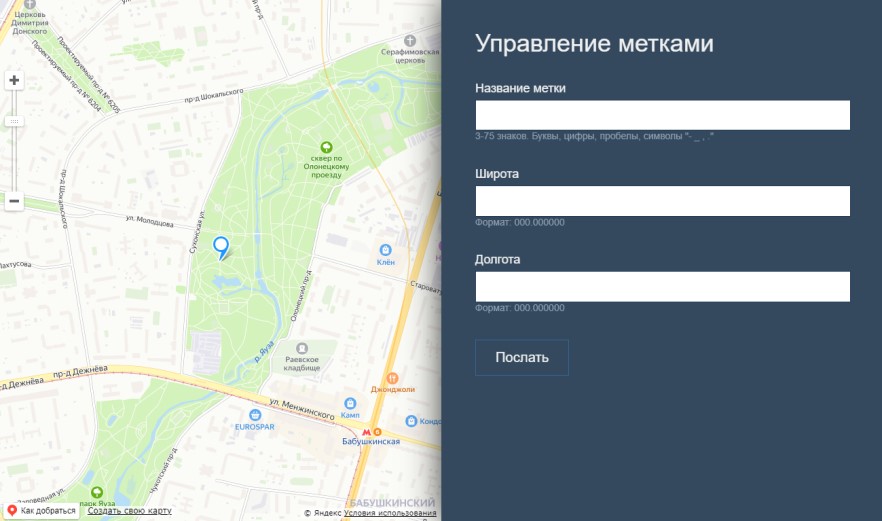 Церковь
Димитрия
Донского
Проектируемый пр-д № 6204
Проектируемый пр-д № 6205
Серафимовская
церковь
пр-д Шокальского
пр-д Шокальского
сквер по
Олонецкому
проезду
ул. Молодцова
Сухонская ул.
Клён
Олонецкий пр-д
р. Яуза
Раевское
кладбище
пр-д Дежнёва
ул. Менжинского
Джонджоли
Камп
EUROSPAR
Бабушкинская
Чукотский пр-д
парк Яуза
БАБУШКИНСКИЙ
Как добраться
Создать свою карту
© Яндекс Условия использования
Управление метками
Название метки
3-75 знаков. Буквы, цифры, пробелы, символы "- _ , ."
Широта
Формат: 000.000000
Долгота
Формат: 000.000000
Послать